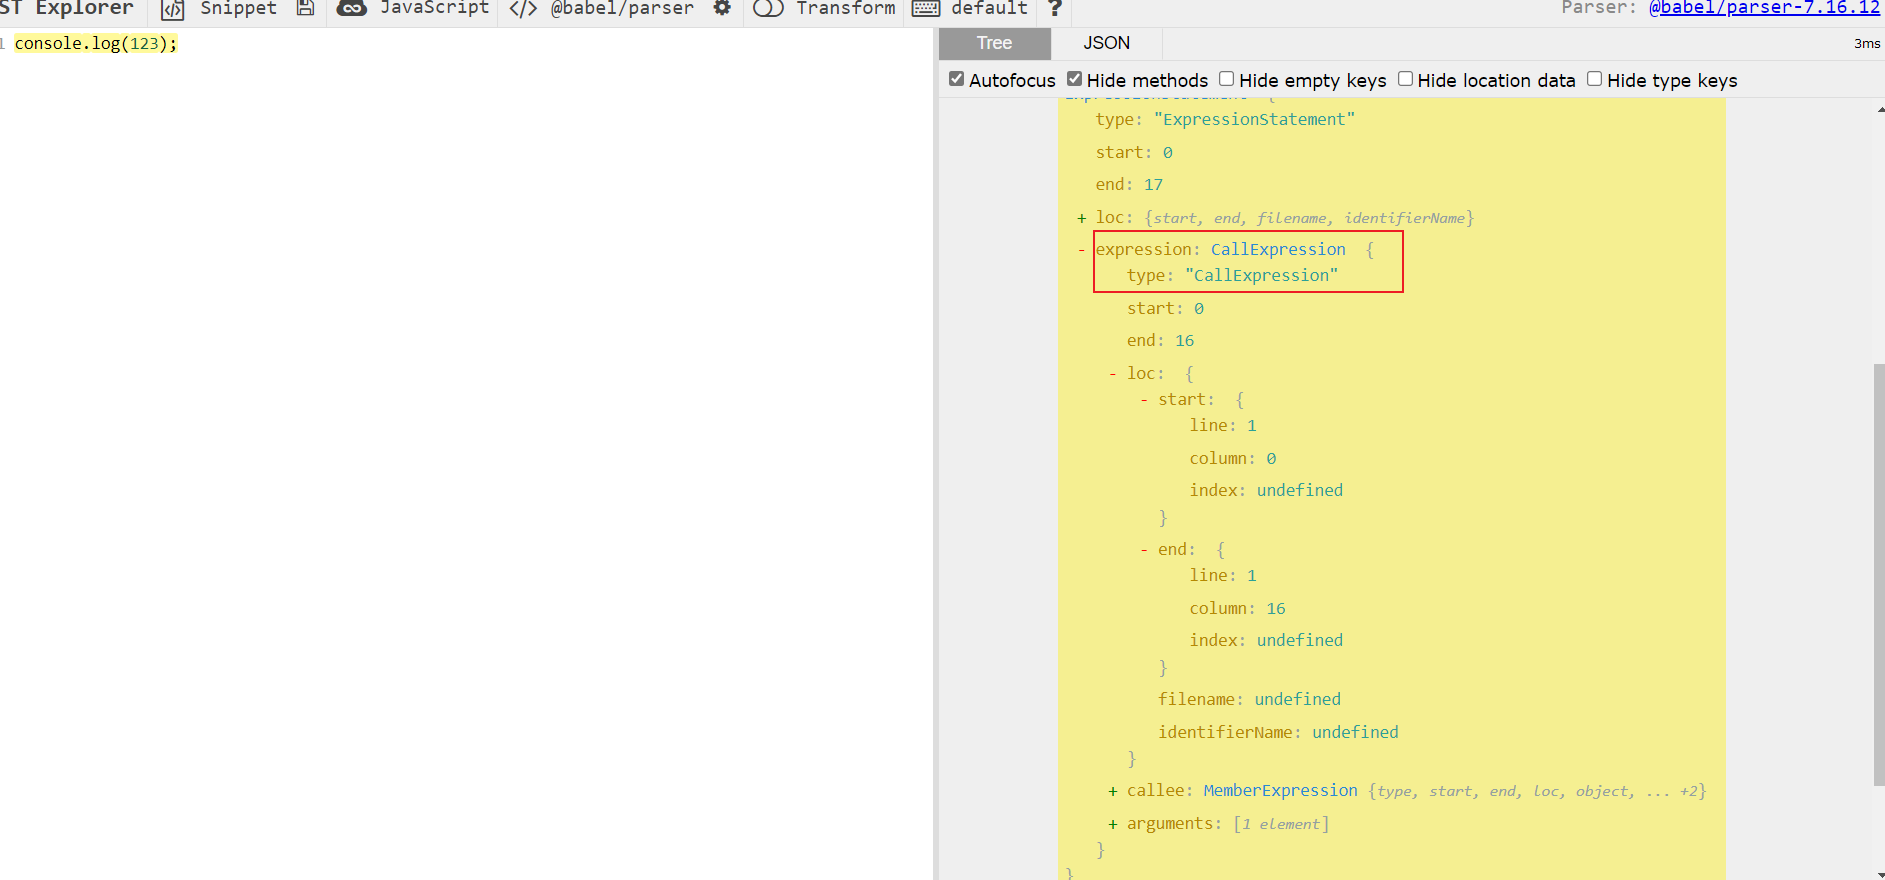 ST Explorer Snippet JavaScript </> @babel/parser Transform default ? Parser: @babel/parser-7.16.12
1 console.log(123);
Tree JSON 3ms
Autofocus Hide methods Hide empty keys Hide location data Hide type keys
type: "ExpressionStatement"
start: 0
end: 17
+ loc: {start, end, filename, identifierName}
- expression: CallExpression {
type: "CallExpression"
start: 0
end: 16
- loc: {
- start: {
line: 1
column: 0
index: undefined
}
- end: {
line: 1
column: 16
index: undefined
}
filename: undefined
identifierName: undefined
}
+ callee: MemberExpression {type, start, end, loc, object, ... +2}
+ arguments: [1 element]
}
}